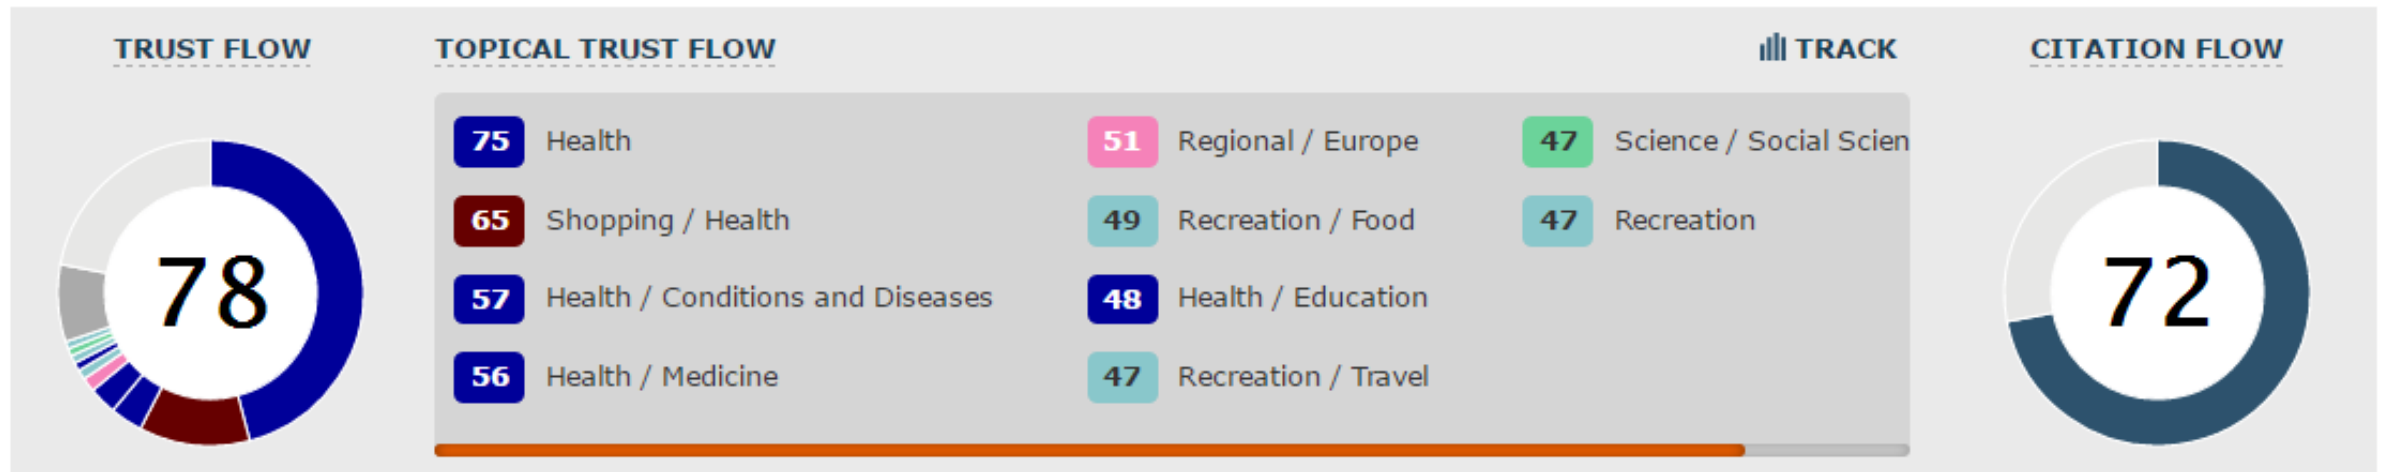 TRUST FLOW
TOPICAL TRUST FLOW
TRACK
CITATION FLOW
78
75 Health
65 Shopping / Health
57 Health / Conditions and Diseases
56 Health / Medicine
51 Regional / Europe
49 Recreation / Food
48 Health / Education
47 Recreation / Travel
47 Science / Social Scien
47 Recreation
72